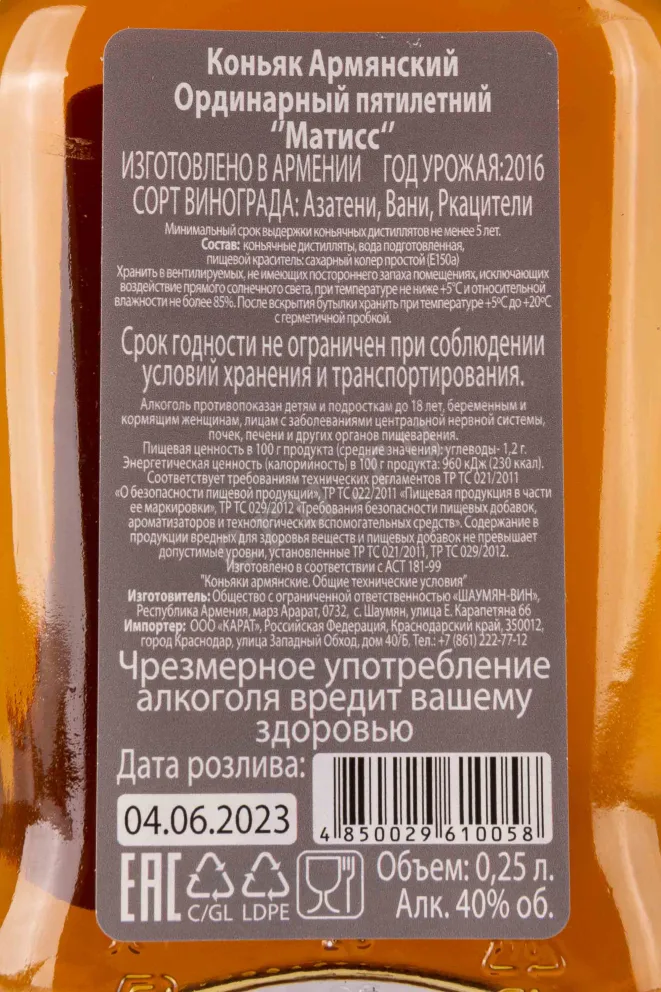 Коньяк Армянский
Ординарный пятилетний
‘’Матисс‘’
ИЗГОТОВЛЕНО В АРМЕНИИ ГОД УРОЖАЯ:2016
СОРТ ВИНОГРАДА: Азатени, Вани, Ркацители
Минимальный срок выдержки коньячных дистиллятов не менее 5 лет.
Состав: коньячные дистилляты, вода подготовленная,
пищевой краситель: сахарный колер простой (Е150а)
Хранить в вентилируемых, не имеющих постороннего запаха помещениях, исключающих
воздействие прямого солнечного света, при температуре не ниже +5°С и относительной
влажности не более 85%. После вскрытия бутылки хранить при температуре +5ºС до +20ºС
с герметичной пробкой.
Срок годности не ограничен при соблюдении
условий хранения и транспортирования.
Алкоголь противопоказан детям и подросткам до 18 лет, беременным и
кормящим женщинам, лицам с заболеваниями центральной нервной системы,
почек, печени и других органов пищеварения.
Пищевая ценность в 100 г продукта (средние значения): углеводы- 1,2 г.
Энергетическая ценность (калорийность) в 100 г продукта: 960 кДж (230 ккал).
Соответствует требованиям технических регламентов ТР ТС 021/2011
«О безопасности пищевой продукции», ТР ТС 022/2011 «Пищевая продукция в части
ее маркировки», ТР ТС 029/2012 «Требования безопасности пищевых добавок,
ароматизаторов и технологических вспомогательных средств». Содержание в
продукции вредных для здоровья веществ и пищевых добавок не превышает
допустимые уровни, установленные ТР ТС 021/2011, ТР ТС 029/2012.
Изготовлено в соответствии с АСТ 181-99
"Коньяки армянские. Общие технические условия"
Изготовитель: Общество с ограниченной ответственностью «ШАУМЯН-ВИН»,
Республика Армения, марз Арарат, 0732, с. Шаумян, улица Е. Карапетяна 66
Импортер: ООО «КАРАТ», Российская Федерация, Краснодарский край, 350012,
город Краснодар, улица Западный Обход, дом 40/Б, Тел.: +7 (861) 222-77-12
Чрезмерное употребление
алкоголя вредит вашему
здоровью
Дата розлива:
04.06.2023
4 850029 610058
ЕАС C/GL LDPE
Объем: 0,25 л.
Алк. 40% об.